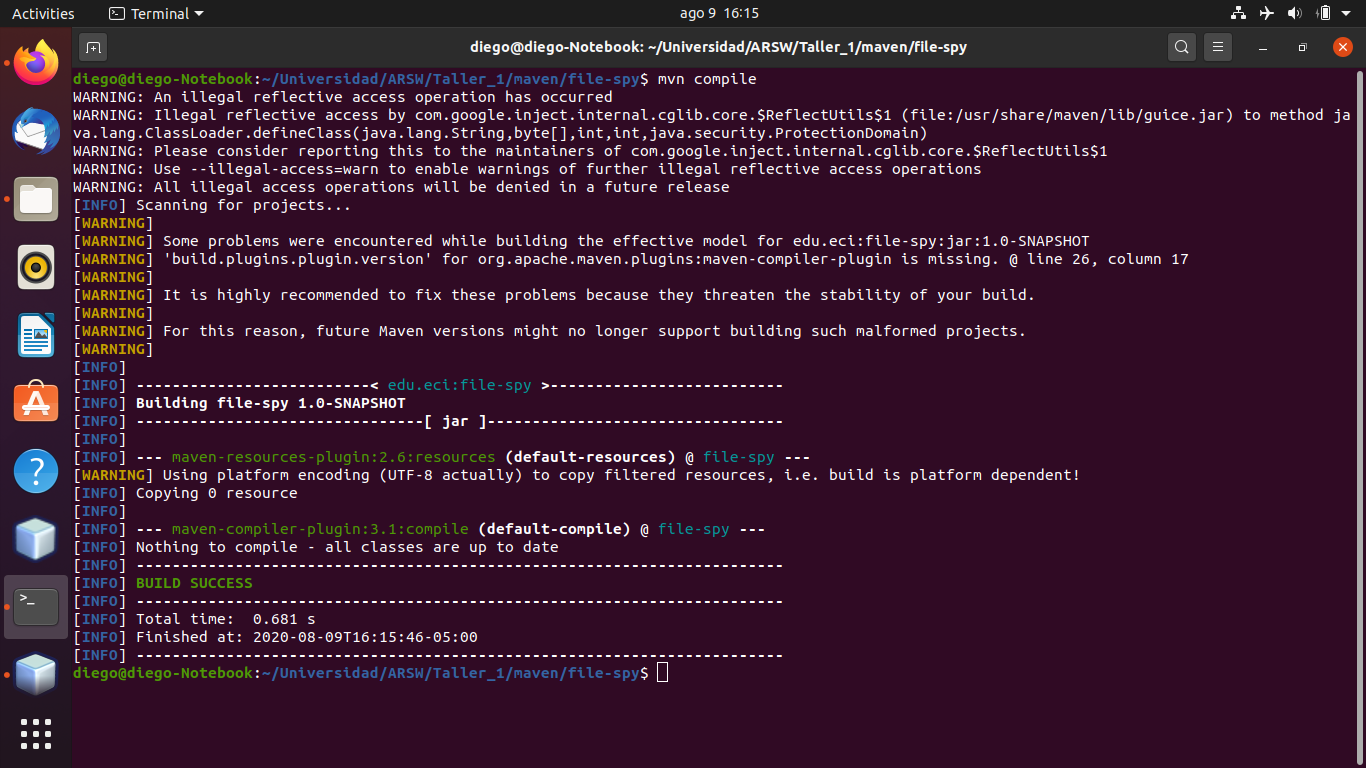 Activities
Terminal
ago 9 16:15
diego@diego-Notebook: ~/Universidad/ARSW/Taller_1/maven/file-spy
diego@diego-Notebook:~/Universidad/ARSW/Taller_1/maven/file-spy$ mvn compile
WARNING: An illegal reflective access operation has occurred
WARNING: Illegal reflective access by com.google.inject.internal.cglib.core.$ReflectUtils$1 (file:/usr/share/maven/lib/guice.jar) to method ja
va.lang.ClassLoader.defineClass(java.lang.String,byte[],int,int,java.security.ProtectionDomain)
WARNING: Please consider reporting this to the maintainers of com.google.inject.internal.cglib.core.$ReflectUtils$1
WARNING: Use --illegal-access=warn to enable warnings of further illegal reflective access operations
WARNING: All illegal access operations will be denied in a future release
[INFO] Scanning for projects...
[WARNING]
[WARNING] Some problems were encountered while building the effective model for edu.eci:file-spy:jar:1.0-SNAPSHOT
[WARNING] 'build.plugins.plugin.version' for org.apache.maven.plugins:maven-compiler-plugin is missing. @ line 26, column 17
[WARNING]
[WARNING] It is highly recommended to fix these problems because they threaten the stability of your build.
[WARNING]
[WARNING] For this reason, future Maven versions might no longer support building such malformed projects.
[WARNING]
[INFO]
[INFO] --------------------------< edu.eci:file-spy >--------------------------
[INFO] Building file-spy 1.0-SNAPSHOT
[INFO] --------------------------------[ jar ]---------------------------------
[INFO]
[INFO] --- maven-resources-plugin:2.6:resources (default-resources) @ file-spy ---
[WARNING] Using platform encoding (UTF-8 actually) to copy filtered resources, i.e. build is platform dependent!
[INFO] Copying 0 resource
[INFO]
[INFO] --- maven-compiler-plugin:3.1:compile (default-compile) @ file-spy ---
[INFO] Nothing to compile - all classes are up to date
[INFO] ------------------------------------------------------------------------
[INFO] BUILD SUCCESS
[INFO] ------------------------------------------------------------------------
[INFO] Total time:  0.681 s
[INFO] Finished at: 2020-08-09T16:15:46-05:00
[INFO] ------------------------------------------------------------------------
diego@diego-Notebook:~/Universidad/ARSW/Taller_1/maven/file-spy$